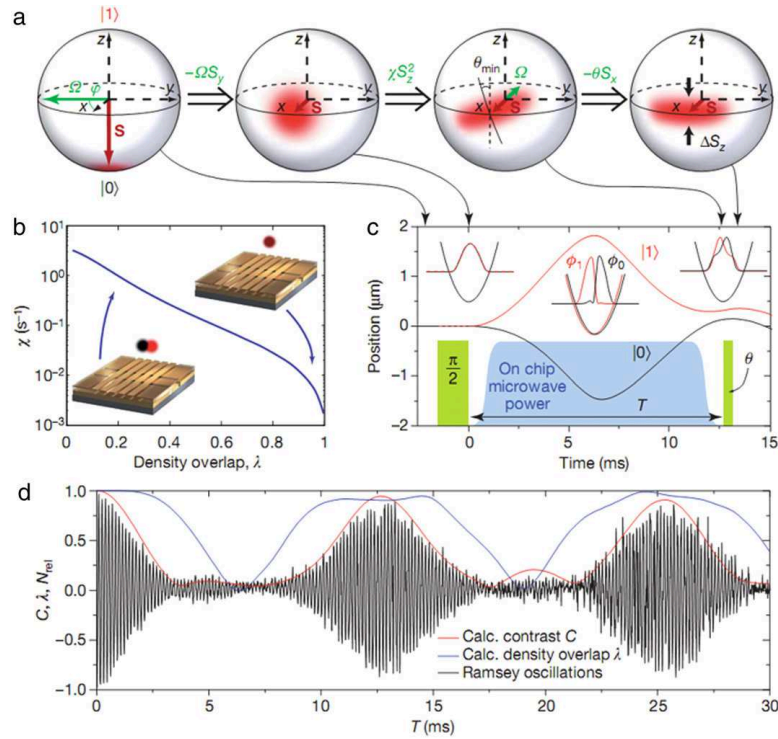 a
|1⟩
z
Ω
φ
y
x
S
|0⟩
−ΩS_y
z
y
x
S
χS_z^2
z
θ_min
Ω
y
x
S
−θS_x
z
y
x
S
ΔS_z
b
χ (s⁻¹)
10^1
10^0
10^-1
10^-2
10^-3
0
0.2
0.4
0.6
0.8
1
Density overlap, λ
c
Position (μm)
2
1
0
−1
−2
ϕ_1
ϕ_0
|1⟩
|0⟩
π/2
On chip
microwave
power
T
θ
0
5
10
15
Time (ms)
d
C, λ, N_rel
1.0
0.5
0.0
−0.5
−1.0
Calc. contrast C
Calc. density overlap λ
Ramsey oscillations
0
5
10
15
20
25
30
T (ms)